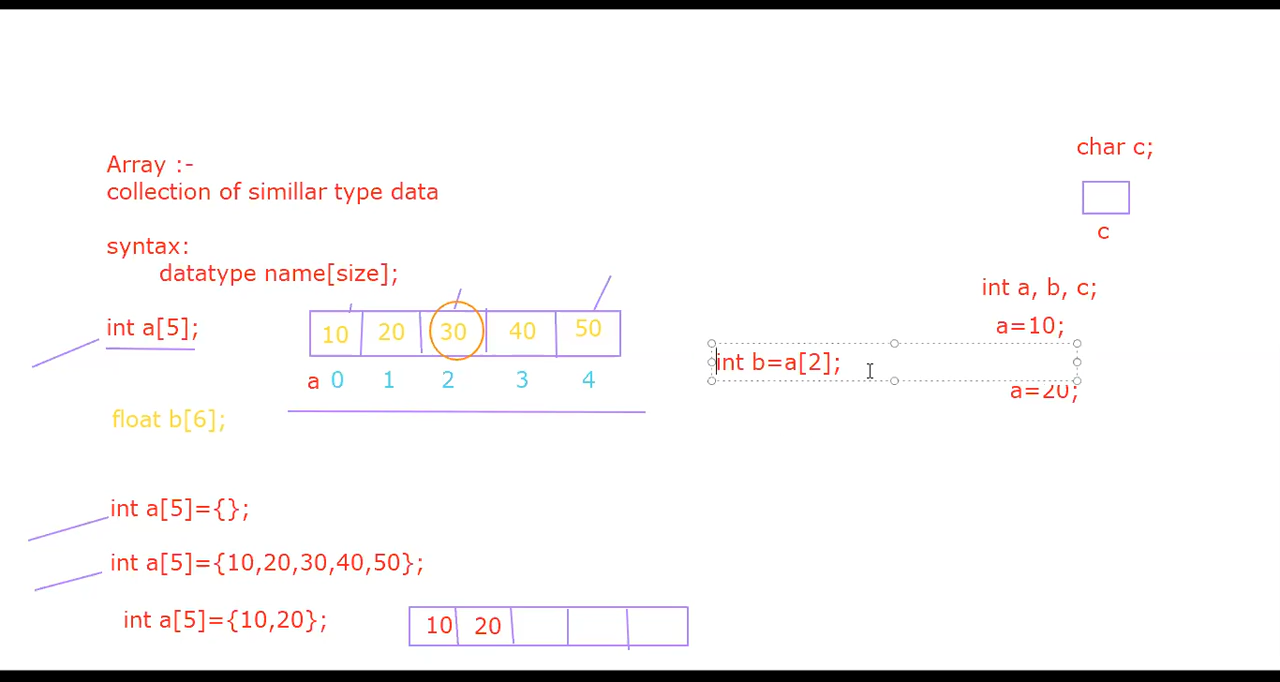 Array :-
collection of simillar type data
syntax:
datatype name[size];
int a[5];
10 20 30 40 50
a 0 1 2 3 4
float b[6];
int a[5]={};
int a[5]={10,20,30,40,50};
int a[5]={10,20};
10 20
char c;
c
int a, b, c;
a=10;
int b=a[2];
a=20;